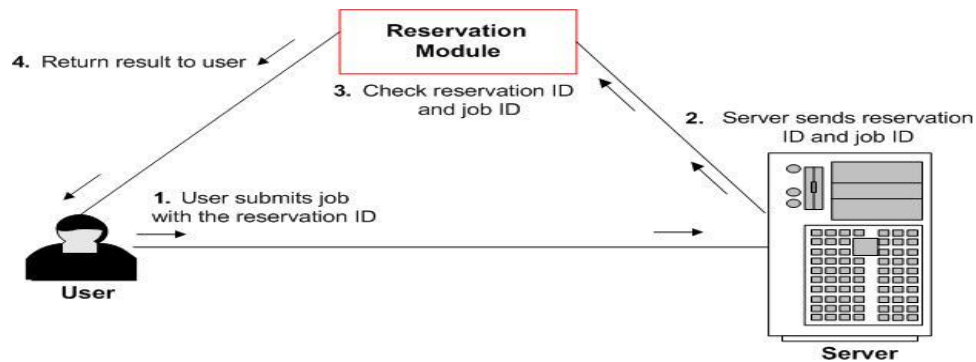 Reservation
Module
4. Return result to user
3. Check reservation ID
and job ID
2. Server sends reservation
ID and job ID
1. User submits job
with the reservation ID
User
Server